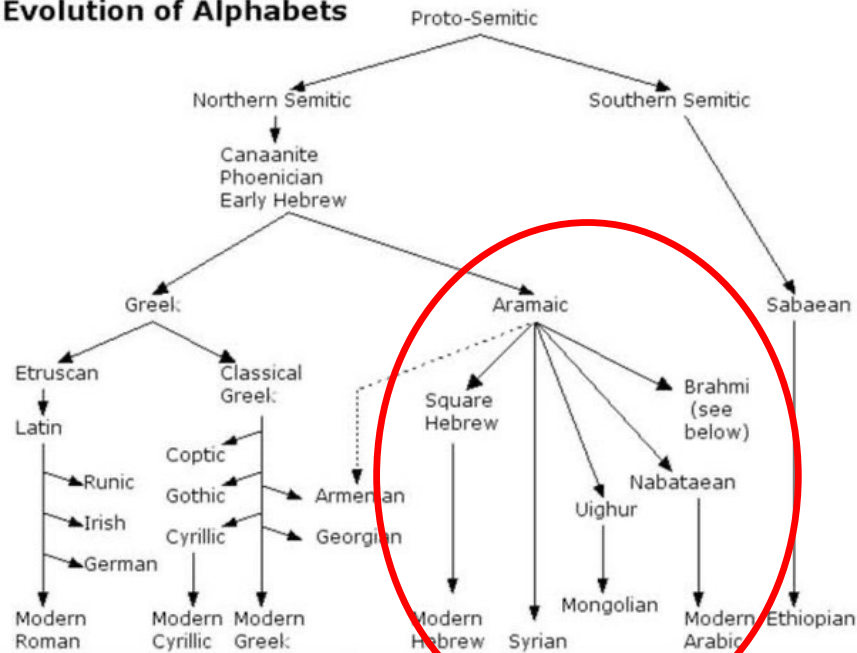 Evolution of Alphabets
Proto-Semitic
Northern Semitic
Southern Semitic
Canaanite
Phoenician
Early Hebrew
Greek
Aramaic
Sabaean
Etruscan
Classical
Greek
Square
Hebrew
Brahmi
(see
below)
Latin
Coptic
Runic
Gothic
Armenian
Nabataean
Uighur
Irish
Cyrillic
Georgian
German
Modern
Roman
Modern
Cyrillic
Modern
Greek
Modern
Hebrew
Syrian
Mongolian
Modern
Arabic
Ethiopian